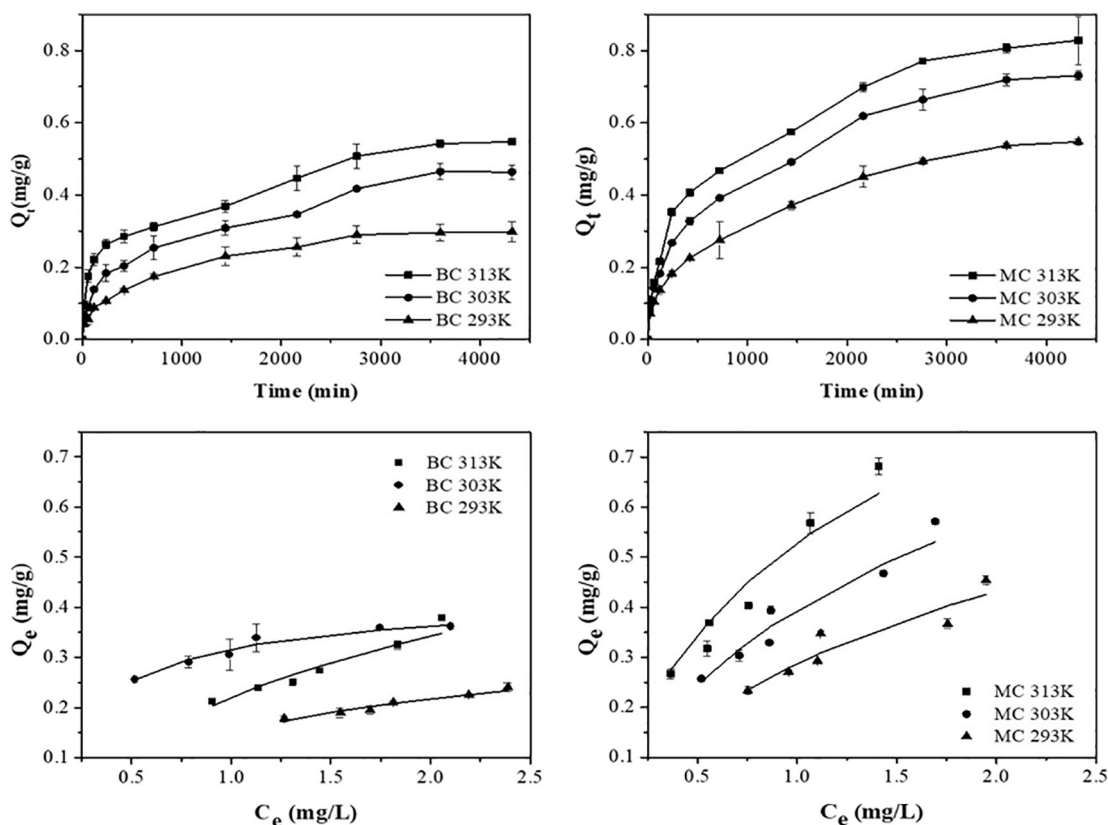 Qt (mg/g)
0.8
0.6
0.4
0.2
0.0
BC 313K
BC 303K
BC 293K
0 1000 2000 3000 4000
Time (min)
Qt (mg/g)
0.8
0.6
0.4
0.2
0.0
MC 313K
MC 303K
MC 293K
0 1000 2000 3000 4000
Time (min)
Qe (mg/g)
0.7
0.6
0.5
0.4
0.3
0.2
0.1
BC 313K
BC 303K
BC 293K
0.5 1.0 1.5 2.0 2.5
Ce (mg/L)
Qe (mg/g)
0.7
0.6
0.5
0.4
0.3
0.2
0.1
MC 313K
MC 303K
MC 293K
0.5 1.0 1.5 2.0 2.5
Ce (mg/L)